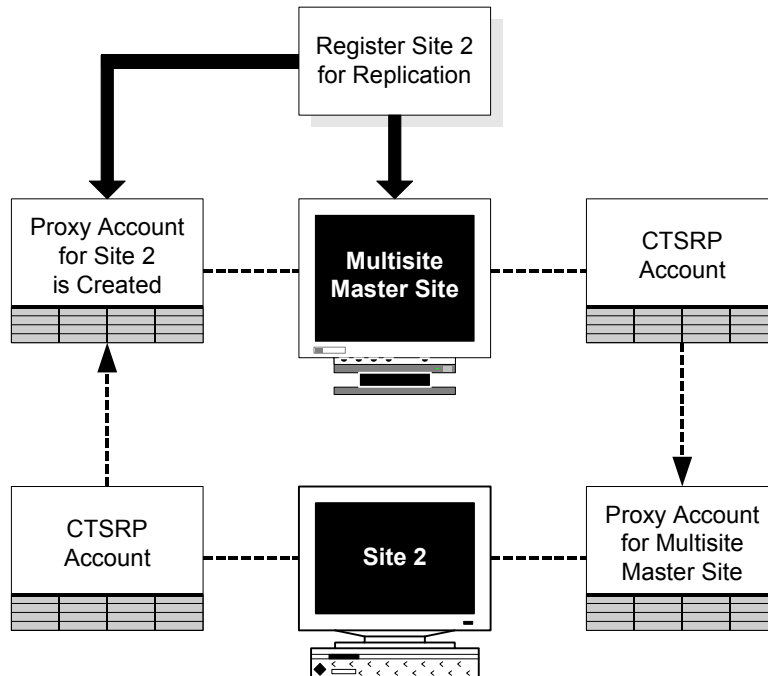 Register Site 2
for Replication
Proxy Account
for Site 2
is Created
Multisite
Master Site
CTSRP
Account
CTSRP
Account
Site 2
Proxy Account
for Multisite
Master Site